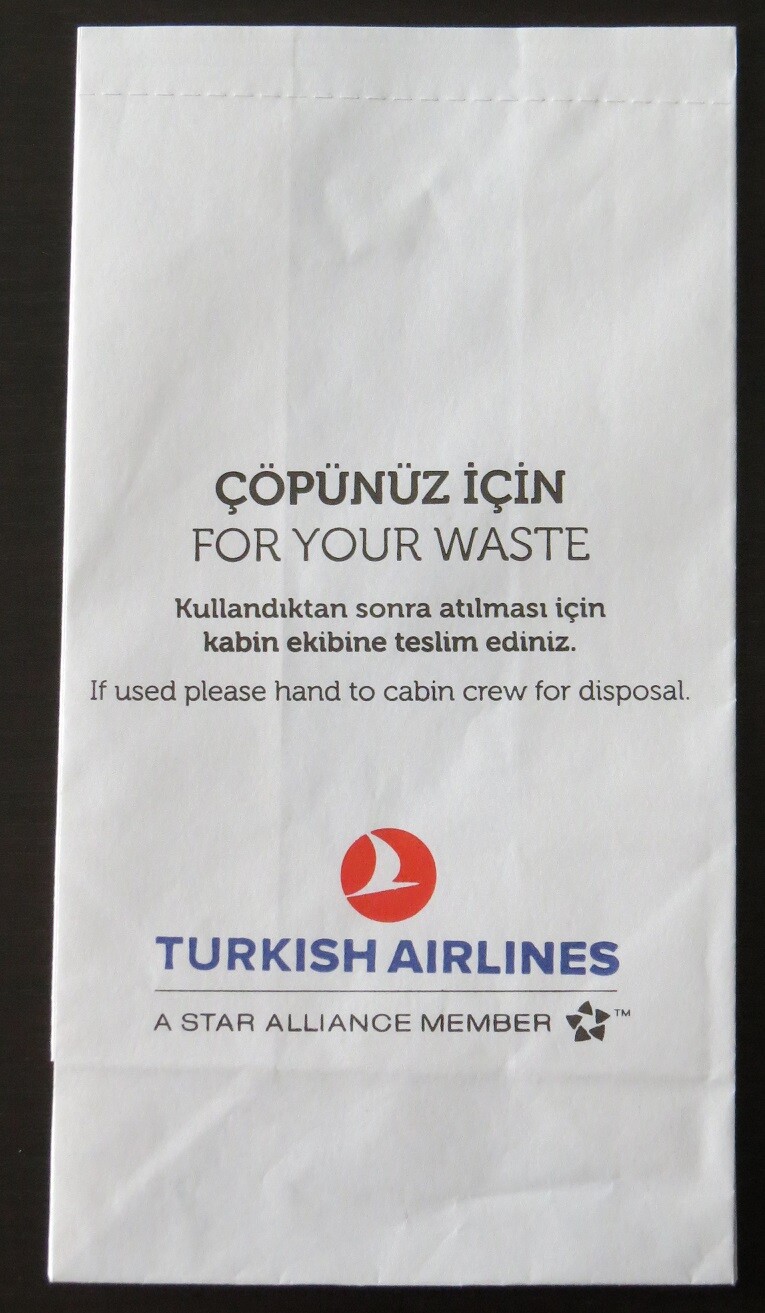 ÇÖPÜNÜZ İÇİN
FOR YOUR WASTE
Kullandıktan sonra atılması için
kabin ekibine teslim ediniz.
If used please hand to cabin crew for disposal.
TURKISH AIRLINES
A STAR ALLIANCE MEMBER ™